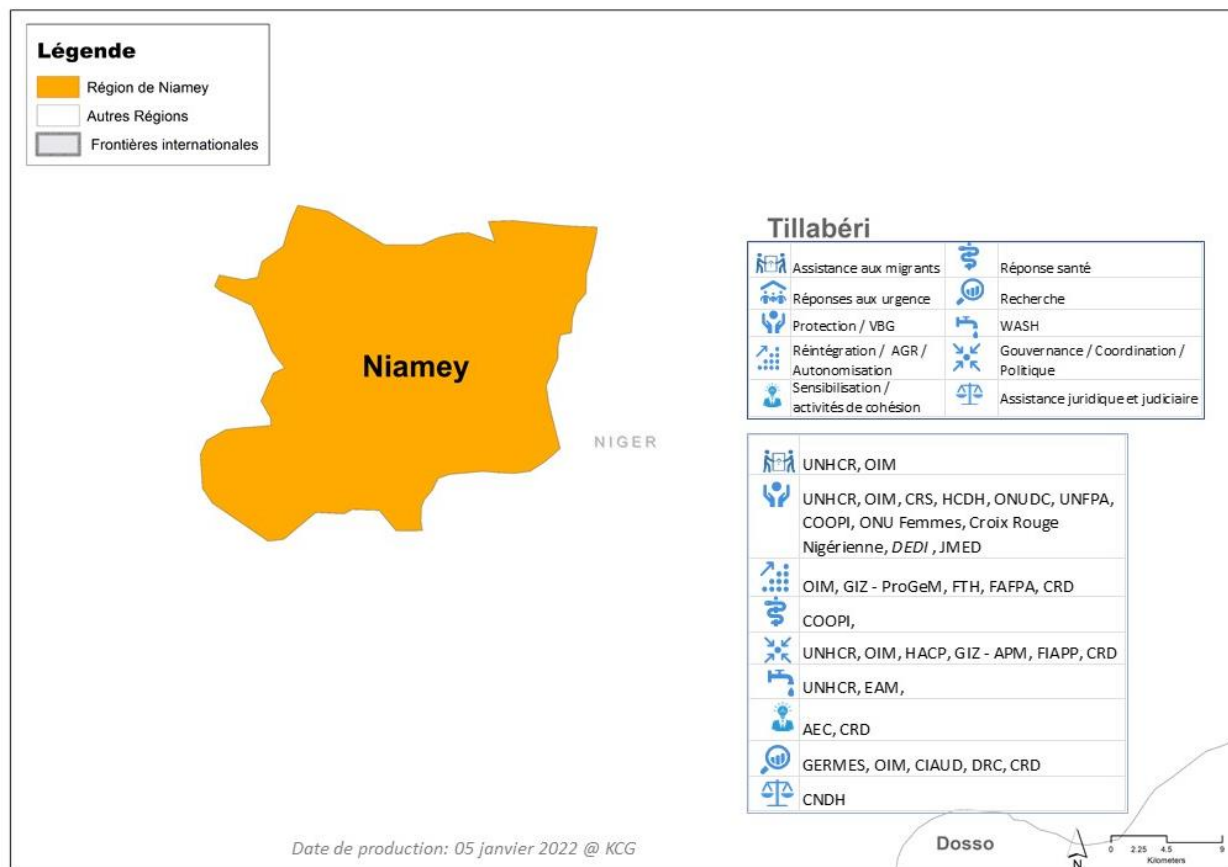 Légende
Région de Niamey
Autres Régions
Frontières internationales
Niamey
NIGER
Tillabéri
Assistance aux migrants
Réponse santé
Réponses aux urgence
Recherche
Protection / VBG
WASH
Réintégration / AGR /
Autonomisation
Gouvernance / Coordination /
Politique
Sensibilisation /
activités de cohésion
Assistance juridique et judiciaire
UNHCR, OIM
UNHCR, OIM, CRS, HCDH, ONUDC, UNFPA,
COOPI, ONU Femmes, Croix Rouge
Nigérienne, DEDI , JMED
OIM, GIZ - ProGeM, FTH, FAFPA, CRD
COOPI,
UNHCR, OIM, HACP, GIZ - APM, FIAPP, CRD
UNHCR, EAM,
AEC, CRD
GERMES, OIM, CIAUD, DRC, CRD
CNDH
Date de production: 05 janvier 2022 @ KCG
Dosso
N
0 2.25 4.5 9
Kilometers